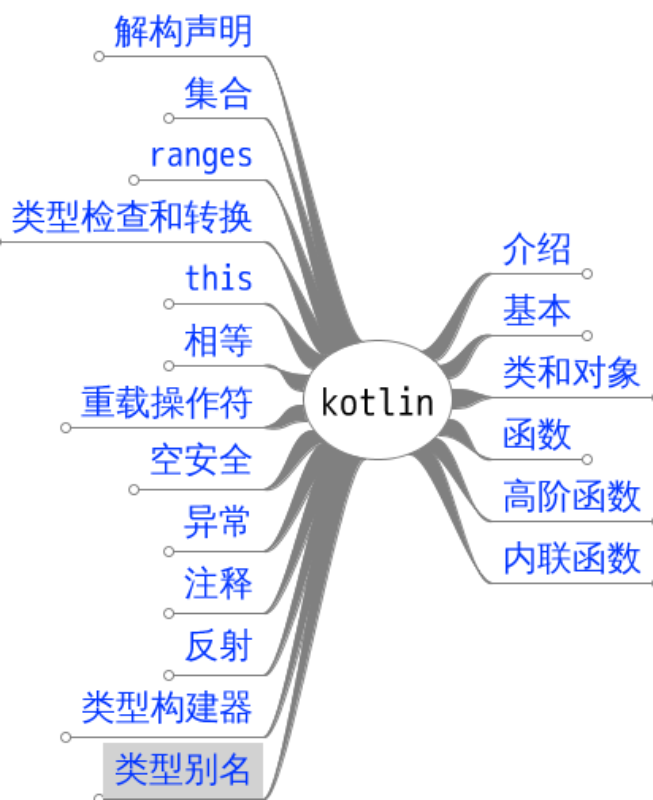 解构声明
集合
ranges
类型检查和转换
this
相等
重载操作符
空安全
异常
注释
反射
类型构建器
类型别名
kotlin
介绍
基本
类和对象
函数
高阶函数
内联函数